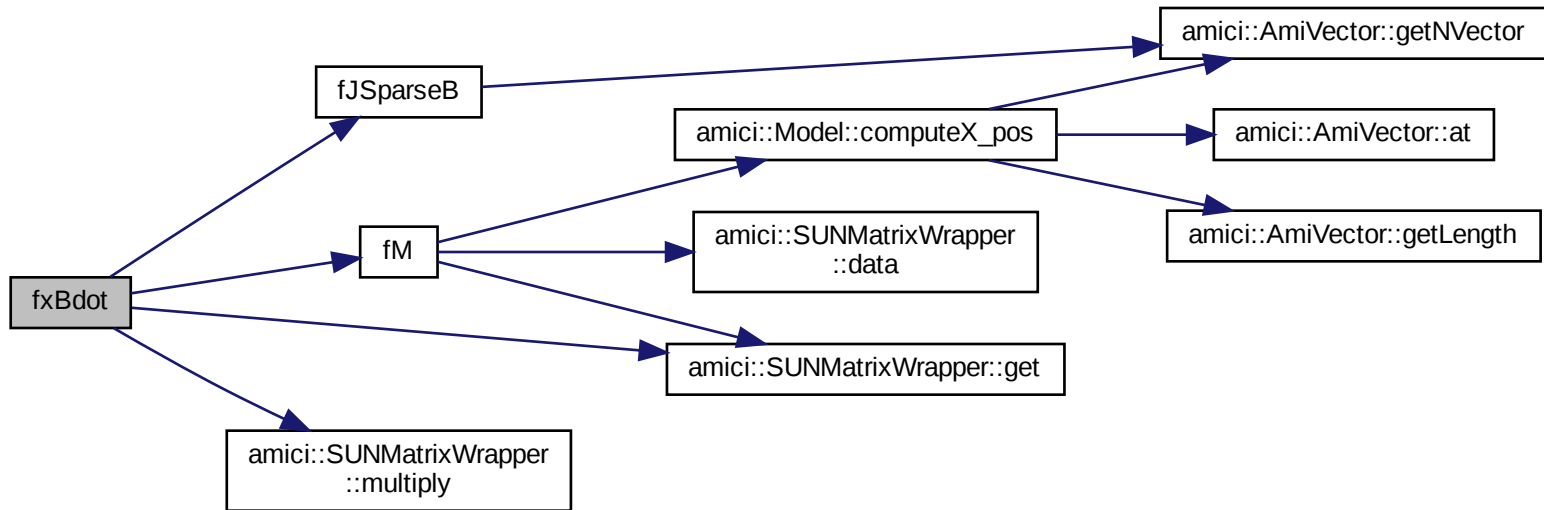 amici::AmiVector::getNVector
fJSparseB
amici::Model::computeX_pos
amici::AmiVector::at
amici::AmiVector::getLength
fM
amici::SUNMatrixWrapper
::data
fxBdot
amici::SUNMatrixWrapper::get
amici::SUNMatrixWrapper
::multiply